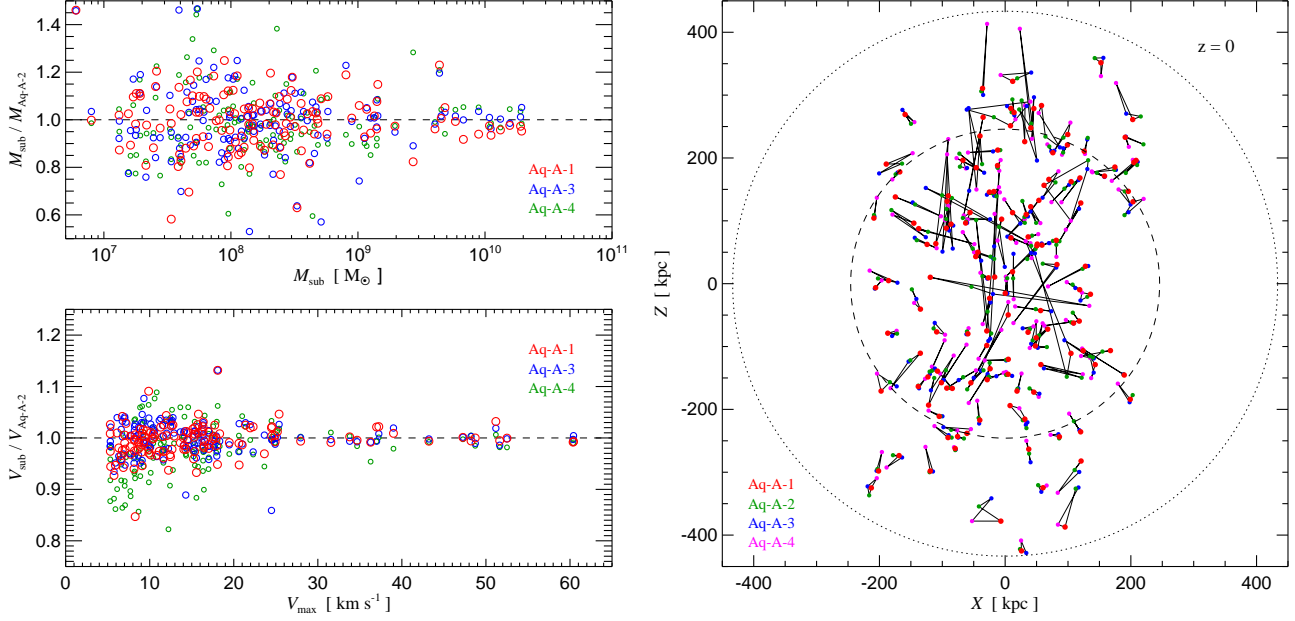 1.4
1.2
1.0
0.8
0.6
M_sub / M_Aq-A-2
Aq-A-1
Aq-A-3
Aq-A-4
10^7
10^8
10^9
10^10
10^11
M_sub [ M_⊙ ]
1.2
1.1
1.0
0.9
0.8
V_sub / V_Aq-A-2
Aq-A-1
Aq-A-3
Aq-A-4
0
10
20
30
40
50
60
V_max [ km s^-1 ]
z = 0
400
200
0
-200
-400
Z [ kpc ]
Aq-A-1
Aq-A-2
Aq-A-3
Aq-A-4
-400
-200
0
200
400
X [ kpc ]